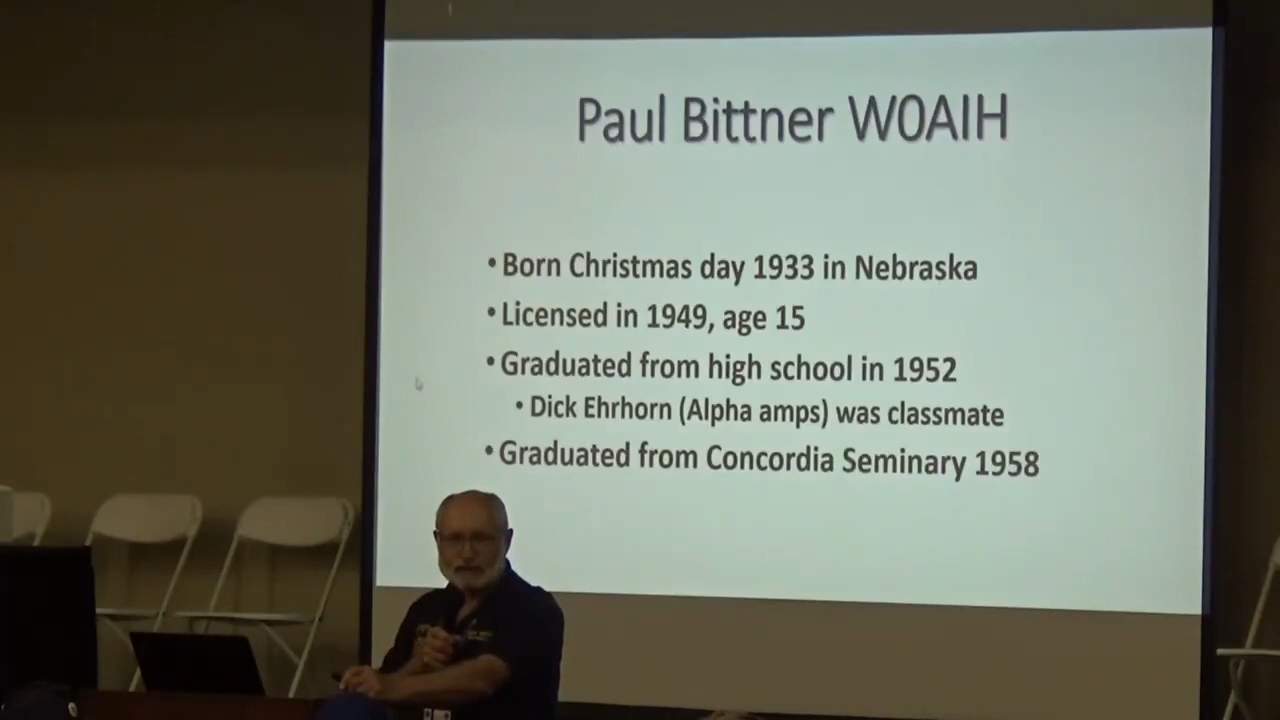 Paul Bittner W0AIH
• Born Christmas day 1933 in Nebraska
• Licensed in 1949, age 15
• Graduated from high school in 1952
• Dick Ehrhorn (Alpha amps) was classmate
• Graduated from Concordia Seminary 1958